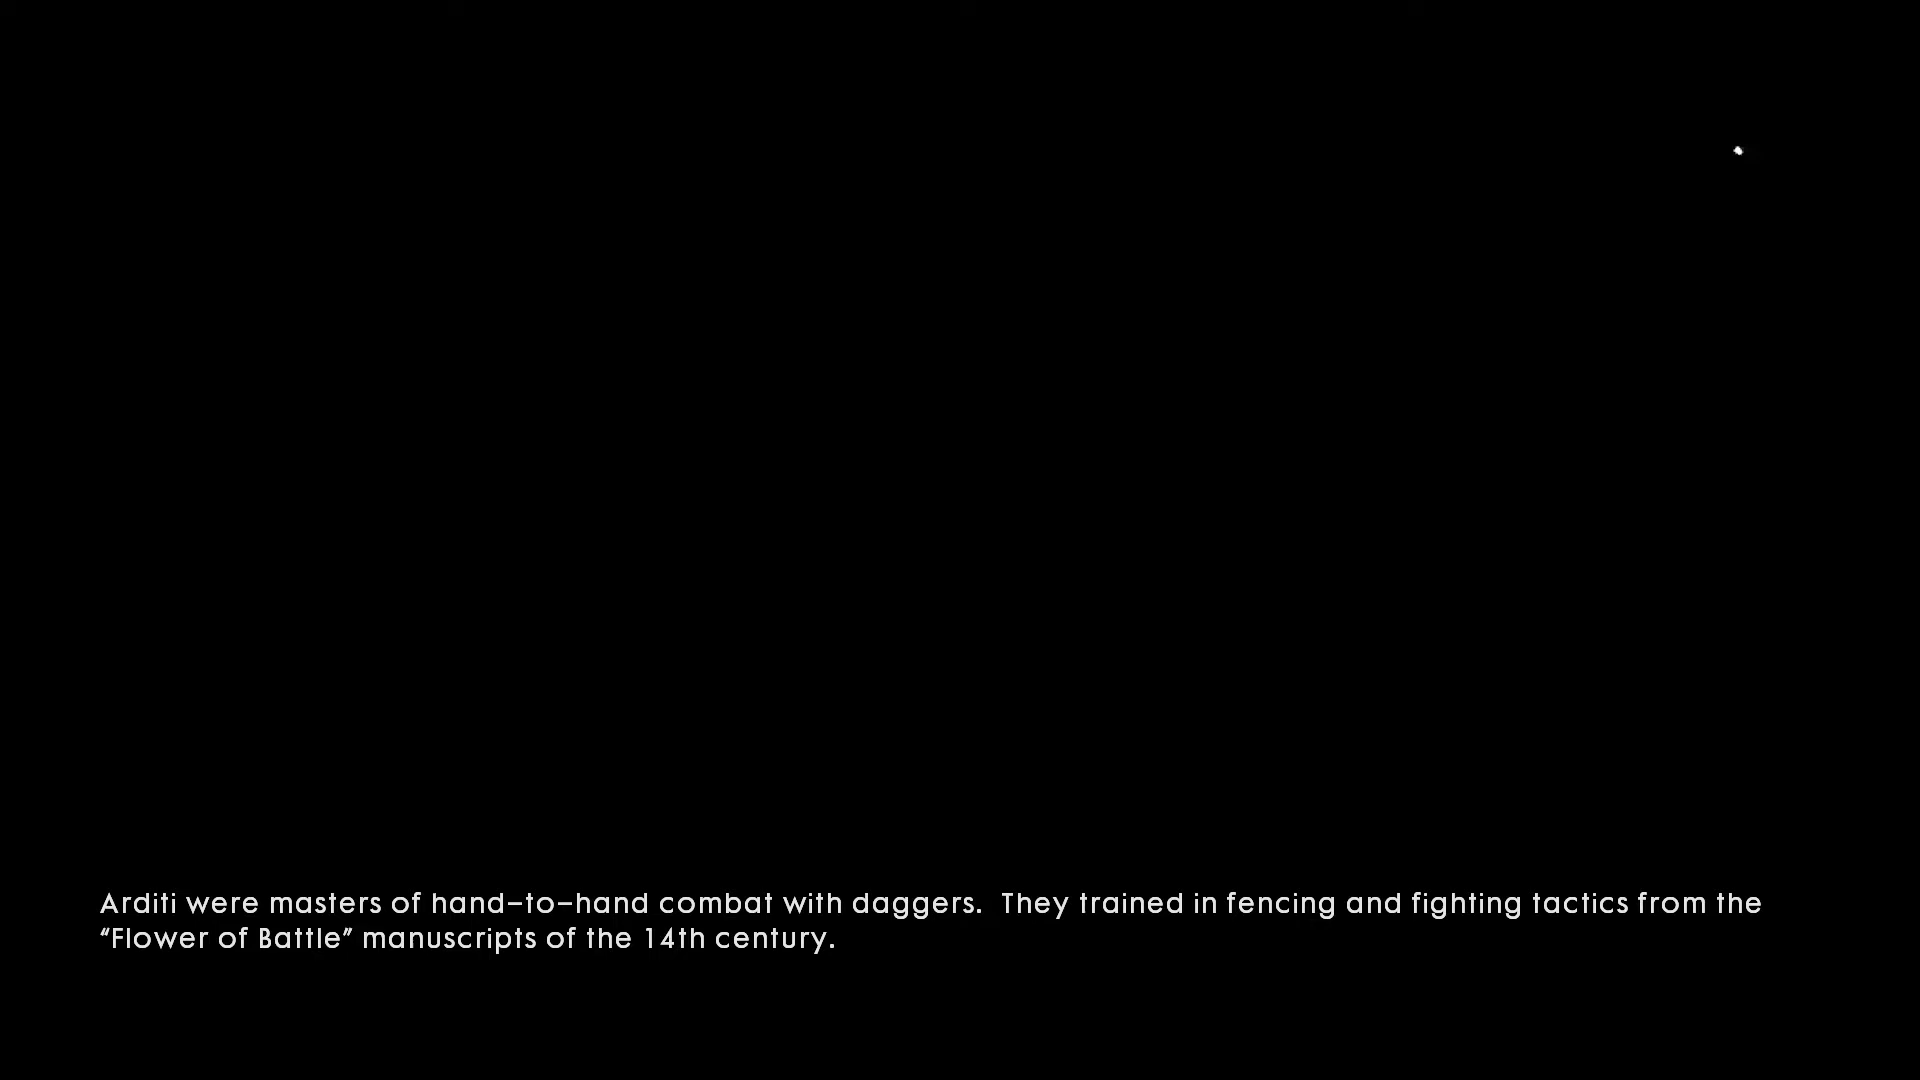 Arditi were masters of hand-to-hand combat with daggers.  They trained in fencing and fighting tactics from the
“Flower of Battle” manuscripts of the 14th century.